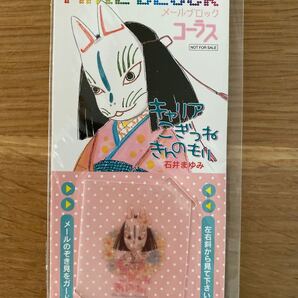 MAIL BLOCK
メールブロック
コーラス
NOT FOR SALE
キャリア
こぎつね
きんのもり
石井まゆみ
左右斜から見て下さい
メールのぞき見をガード